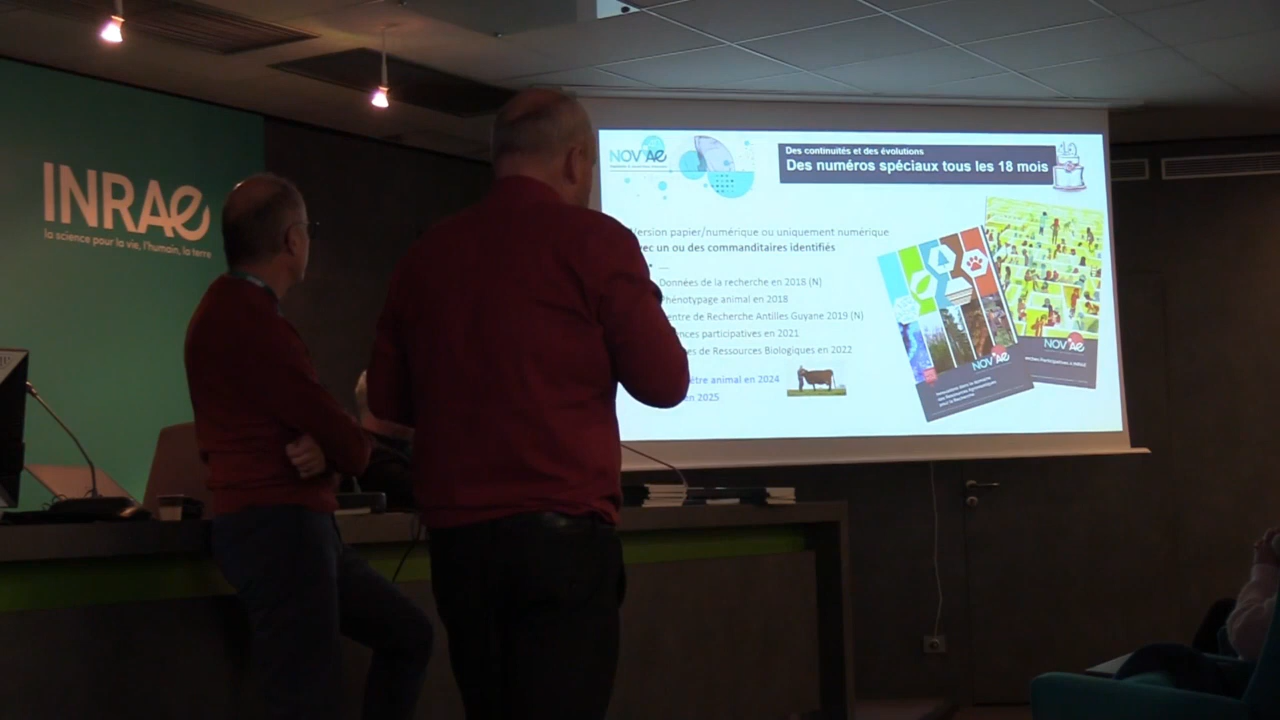 INRAE
la science pour la vie, l'humain, la terre
NOV'AE
Des continuités et des évolutions
Des numéros spéciaux tous les 18 mois
Version papier/numérique ou uniquement numérique
avec un ou des commanditaires identifiés
Données de la recherche en 2018 (N)
Phénotypage animal en 2018
Centre de Recherche Antilles Guyane 2019 (N)
ences participatives en 2021
es de Ressources Biologiques en 2022
être animal en 2024
en 2025
NOV'AE
NOV'AE